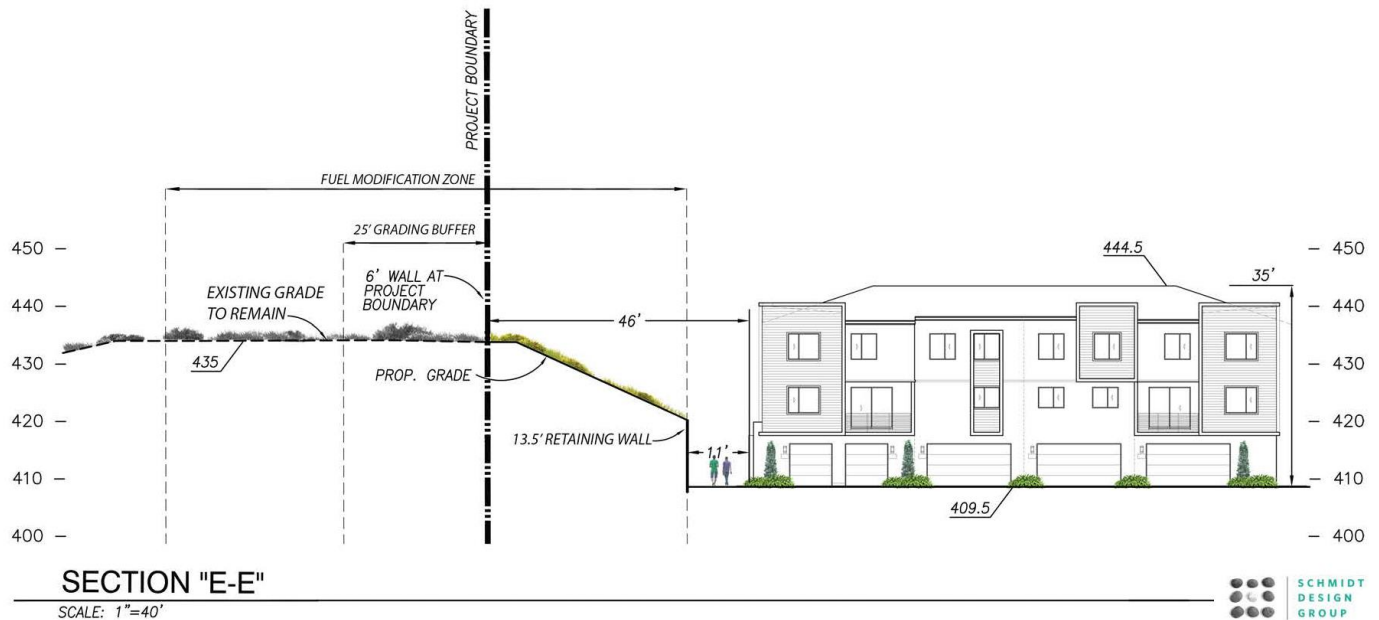 PROJECT BOUNDARY
FUEL MODIFICATION ZONE
25' GRADING BUFFER
450 –
– 450
444.5
6' WALL AT
PROJECT
BOUNDARY
35'
EXISTING GRADE
TO REMAIN
440 –
– 440
46'
435
430 –
– 430
PROP. GRADE
420 –
– 420
13.5' RETAINING WALL
11'
410 –
– 410
409.5
400 –
– 400
SECTION "E-E"
SCALE: 1"=40'
SCHMIDT
DESIGN
GROUP